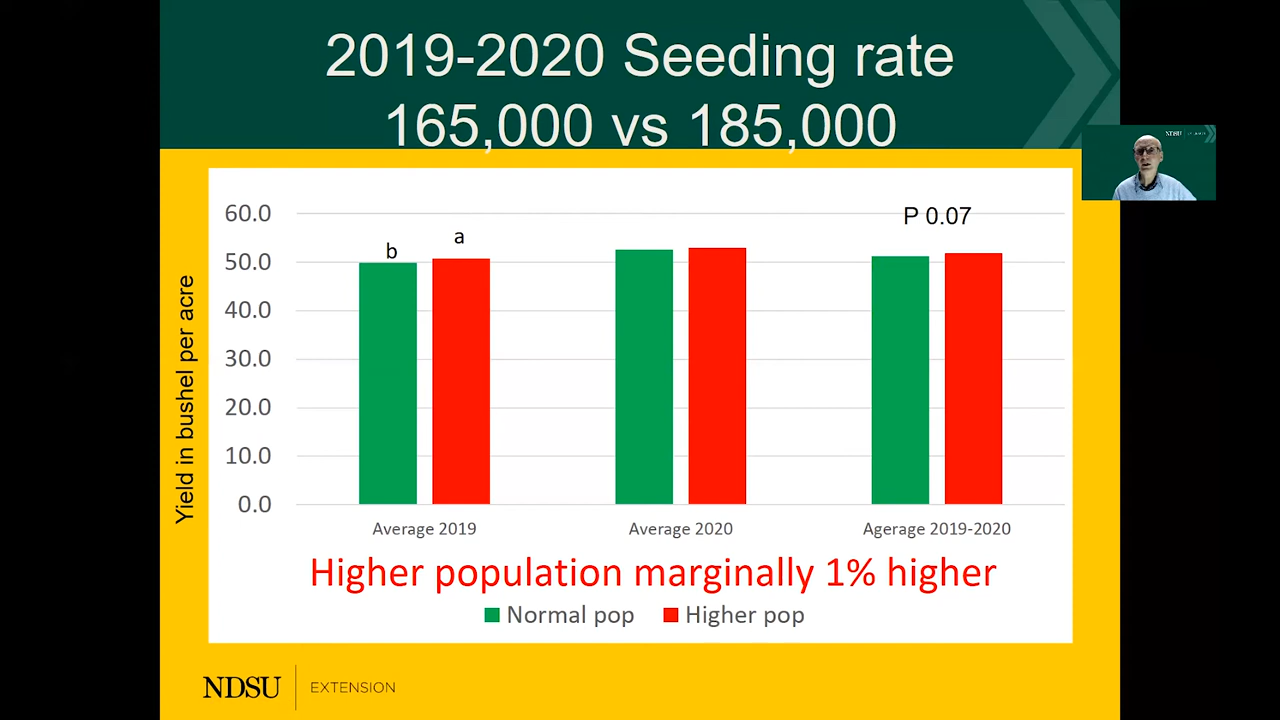 2019-2020 Seeding rate
165,000 vs 185,000
NDSU
Yield in bushel per acre
60.0
50.0
40.0
30.0
20.0
10.0
0.0
b
a
P 0.07
Average 2019
Average 2020
Agerage 2019-2020
Higher population marginally 1% higher
Normal pop
Higher pop
NDSU
EXTENSION